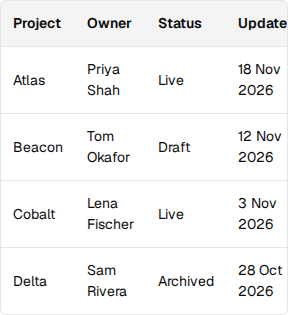 Project Owner Status Update
Atlas Priya Shah Live 18 Nov 2026
Beacon Tom Okafor Draft 12 Nov 2026
Cobalt Lena Fischer Live 3 Nov 2026
Delta Sam Rivera Archived 28 Oct 2026